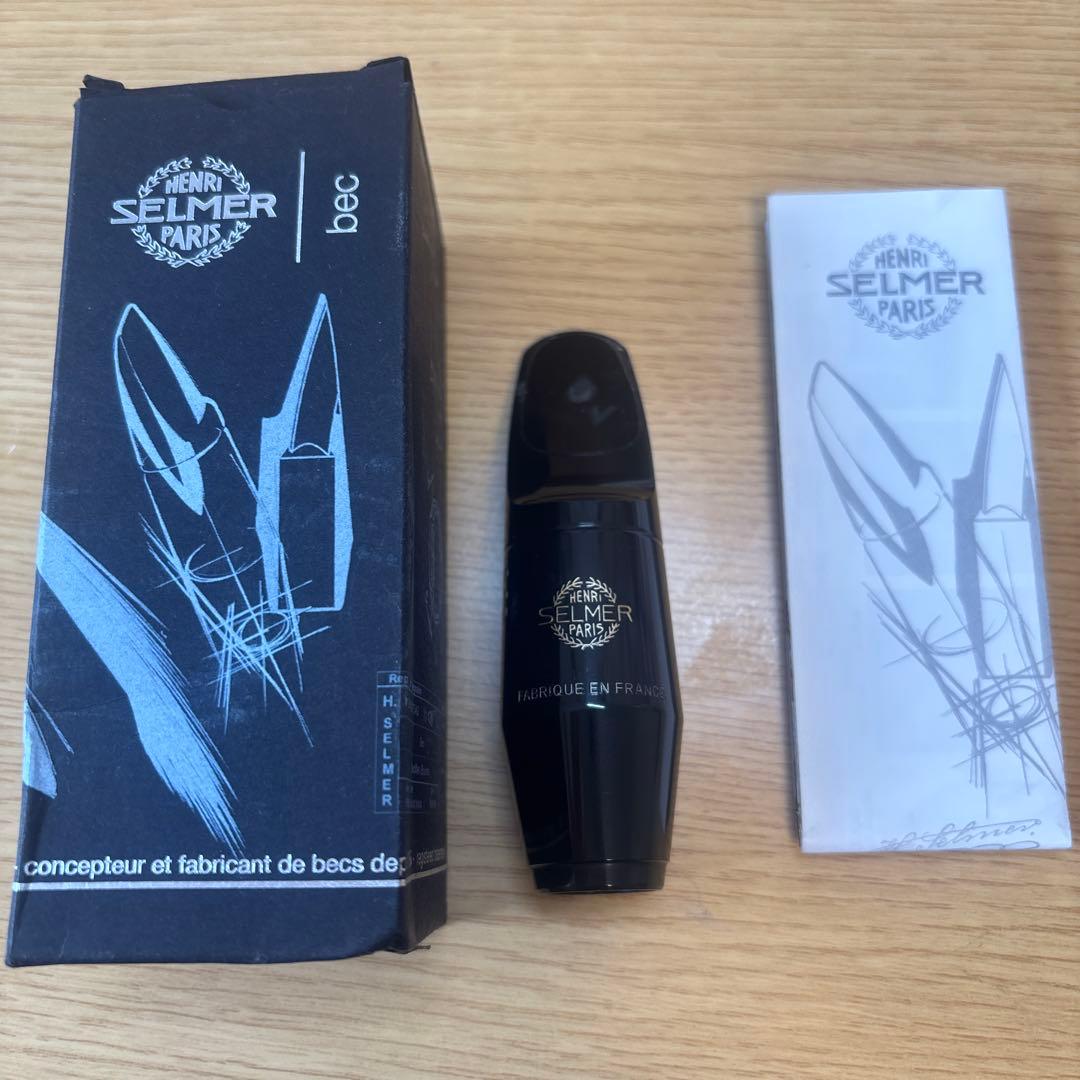 HENRI
SELMER
PARIS
bec
H. SELMER
concepteur et fabricant de becs dep
HENRI
SELMER
PARIS
FABRIQUE EN FRANCE
HENRI
SELMER
PARIS